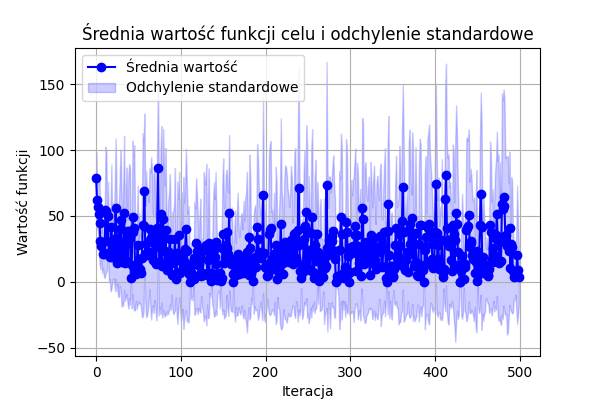 Średnia wartość funkcji celu i odchylenie standardowe
Średnia wartość
Odchylenie standardowe
Wartość funkcji
150
100
50
0
−50
0 100 200 300 400 500
Iteracja